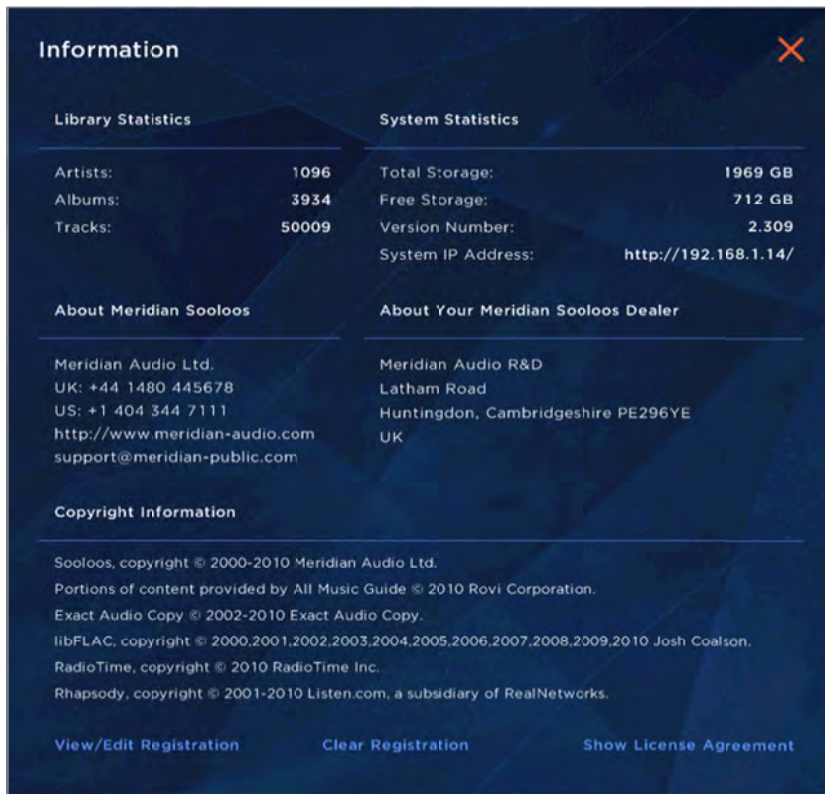 Information
Library Statistics
Artists: 1096
Albums: 3934
Tracks: 50009
System Statistics
Total Storage: 1969 GB
Free Storage: 712 GB
Version Number: 2.309
System IP Address: http://192.168.1.14/
About Meridian Sooloos
Meridian Audio Ltd.
UK: +44 1480 445678
US: +1 404 344 7111
http://www.meridian-audio.com
support@meridian-public.com
About Your Meridian Sooloos Dealer
Meridian Audio R&D
Latham Road
Huntingdon, Cambridgeshire PE296YE
UK
Copyright Information
Sooloos, copyright © 2000-2010 Meridian Audio Ltd.
Portions of content provided by All Music Guide © 2010 Rovi Corporation.
Exact Audio Copy © 2002-2010 Exact Audio Copy.
libFLAC, copyright © 2000,2001,2002,2003,2004,2005,2006,2007,2008,2009,2010 Josh Coalson.
RadioTime, copyright © 2010 RadioTime Inc.
Rhapsody, copyright © 2001-2010 Listen.com, a subsidiary of RealNetworks.
View/Edit Registration Clear Registration Show License Agreement